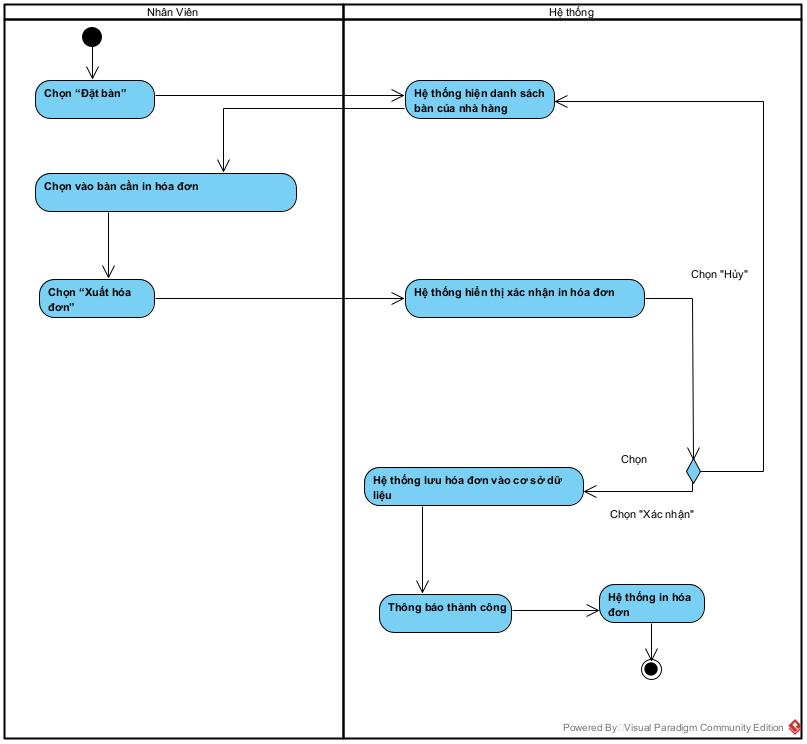 Nhân Viên
Hệ thống
Chọn “Đặt bàn”
Hệ thống hiện danh sách
bàn của nhà hàng
Chọn vào bàn cần in hóa đơn
Chọn "Hủy"
Chọn “Xuất hóa
đơn”
Hệ thống hiển thị xác nhận in hóa đơn
Chọn
Hệ thống lưu hóa đơn vào cơ sở dữ
liệu
Chọn "Xác nhận"
Thông báo thành công
Hệ thống in hóa
đơn
Powered By Visual Paradigm Community Edition